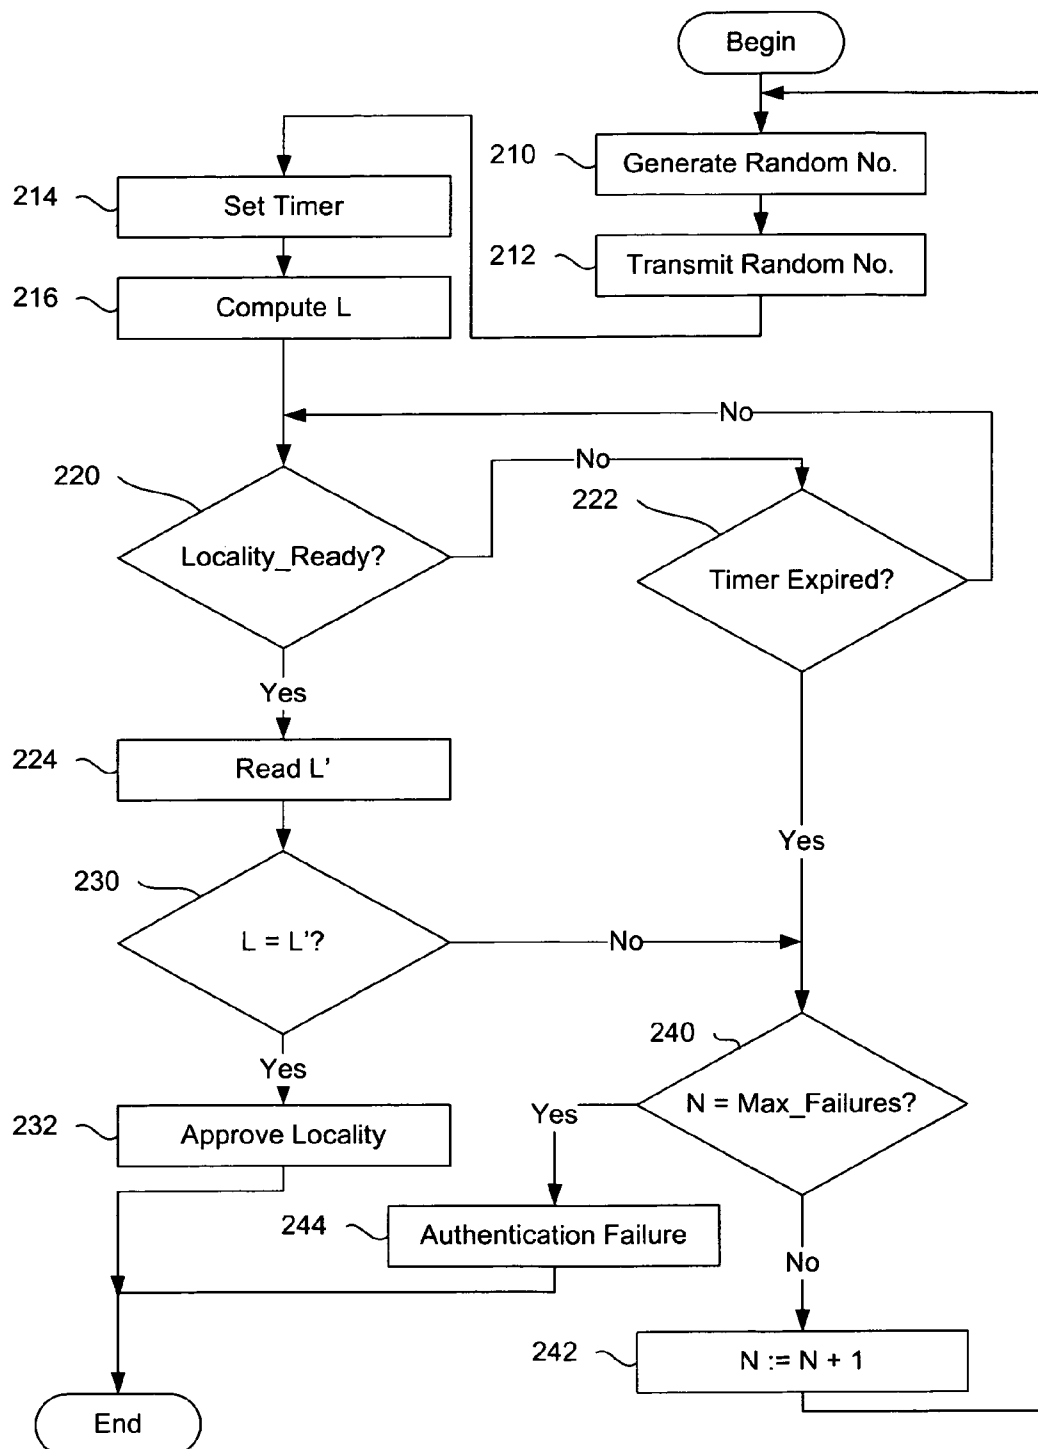 Begin
210
Generate Random No.
214
Set Timer
212
Transmit Random No.
216
Compute L
No
220
No
222
Locality_Ready?
Timer Expired?
Yes
224
Read L'
Yes
230
L = L'?
No
240
Yes
N = Max_Failures?
Yes
232
Approve Locality
244
Authentication Failure
No
242
N := N + 1
End